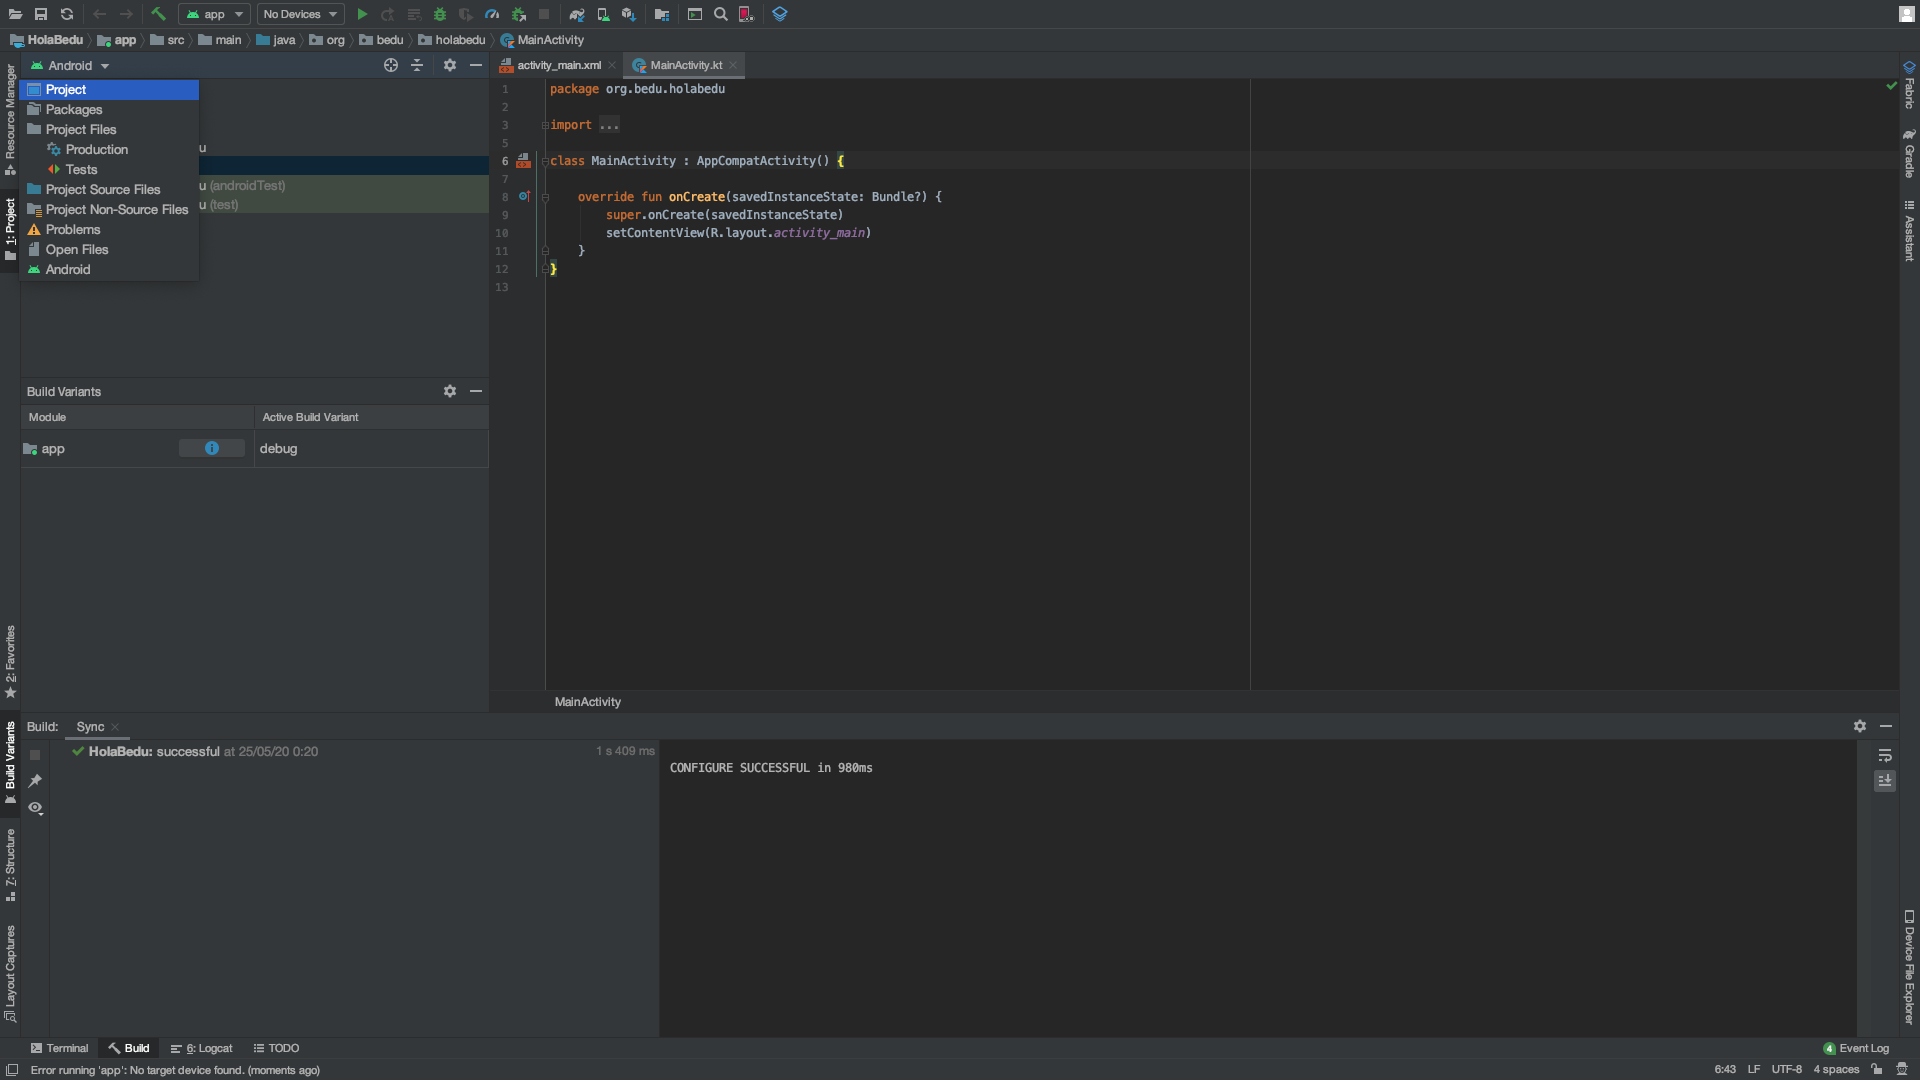 app No Devices
HolaBedu app src main java org bedu holabedu MainActivity
Android
activity_main.xml MainActivity.kt
Project
Packages
Project Files
Production
Tests
Project Source Files
Project Non-Source Files
Problems
Open Files
Android
u
u (androidTest)
u (test)
Resource Manager
1: Project
2: Favorites
Build Variants
7: Structure
Layout Captures
1 package org.bedu.holabedu
2
3 import ...
5
6 class MainActivity : AppCompatActivity() {
7
8 override fun onCreate(savedInstanceState: Bundle?) {
9 super.onCreate(savedInstanceState)
10 setContentView(R.layout.activity_main)
11 }
12 }
13
MainActivity
Fabric
Gradle
Assistant
Device File Explorer
Build Variants
Module Active Build Variant
app debug
Build: Sync
HolaBedu: successful at 25/05/20 0:20 1 s 409 ms
CONFIGURE SUCCESSFUL in 980ms
Terminal Build 6: Logcat TODO 4 Event Log
Error running 'app': No target device found. (moments ago) 6:43 LF UTF-8 4 spaces